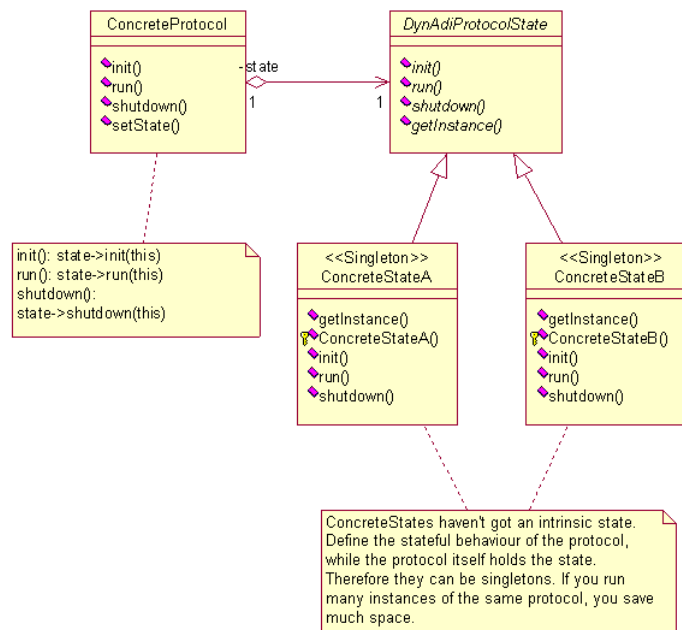 ConcreteProtocol
init()
run()
shutdown()
setState()
-state
1
1
DynAdiProtocolState
init()
run()
shutdown()
getInstance()
init(): state->init(this)
run(): state->run(this)
shutdown():
state->shutdown(this)
<<Singleton>>
ConcreteStateA
getInstance()
ConcreteStateA()
init()
run()
shutdown()
<<Singleton>>
ConcreteStateB
getInstance()
ConcreteStateB()
init()
run()
shutdown()
ConcreteStates haven't got an intrinsic state.
Define the stateful behaviour of the protocol,
while the protocol itself holds the state.
Therefore they can be singletons. If you run
many instances of the same protocol, you save
much space.